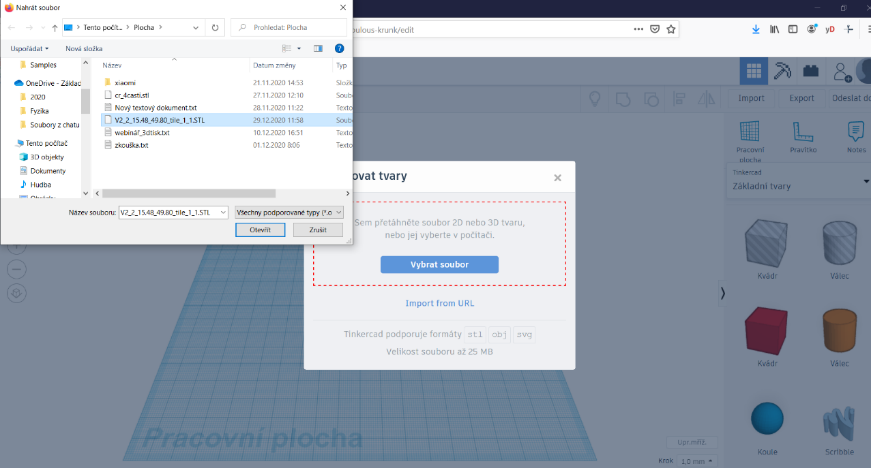 Nahrát soubor
Tento počít... > Plocha >
Prohledat: Plocha
Uspořádat
Nová složka
Samples
OneDrive - Základ
2020
Fyzika
Soubory z chatu
Tento počítač
3D objekty
Dokumenty
Hudba
Název
Datum změny
Typ
xiaomi 21.11.2020 14:53 Složk
cr_4casti.stl 27.11.2020 12:10 Soubo
Nový textový dokument.txt 28.11.2020 11:22 Texto
V2_2_15.48_49.80_tile_1_1.STL 29.12.2020 11:58 Soubo
webinář_3dtisk.txt 10.12.2020 16:51 Texto
zkouška.txt 01.12.2020 8:06 Texto
Název souboru: V2_2_15.48_49.80_tile_1_1.STL
Všechny podporované typy (*.o
Otevřít
Zrušit
pulous-krunk/edit
yD
Import
Export
Odeslat do
Pracovní plocha
Pravítko
Notes
Tinkercad
Základní tvary
Kvádr
Válec
Kvádr
Válec
Koule
Scribble
ovat tvary
Sem přetáhněte soubor 2D nebo 3D tvaru,
nebo jej vyberte v počítači.
Vybrat soubor
Import from URL
Tinkercad podporuje formáty stl obj svg
Velikost souboru až 25 MB
Pracovní plocha
Upr.mříž.
Krok 1,0 mm